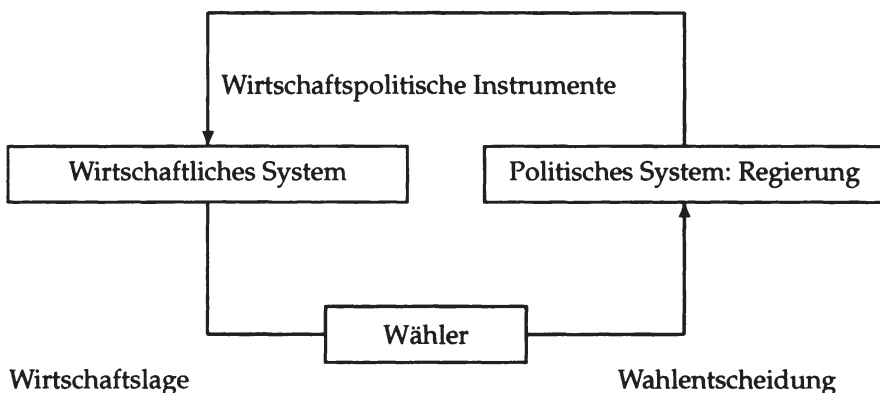 Wirtschaftspolitische Instrumente
Wirtschaftliches System
Politisches System: Regierung
Wähler
Wirtschaftslage
Wahlentscheidung